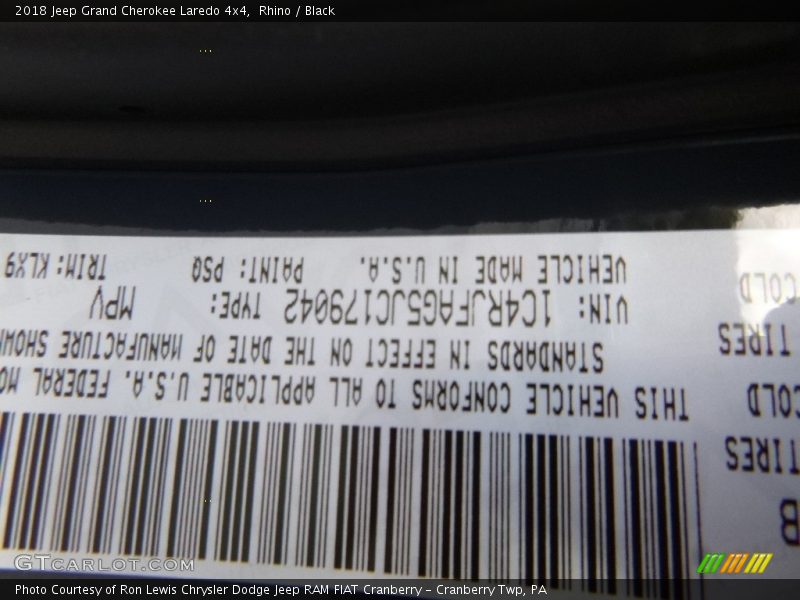 2018 Jeep Grand Cherokee Laredo 4x4, Rhino / Black
THIS VEHICLE CONFORMS TO ALL APPLICABLE U.S.A. FEDERAL MO
STANDARDS IN EFFECT ON THE DATE OF MANUFACTURE SHOWN
VIN: 1C4RJFAG5JC179042 TYPE: MPV
VEHICLE MADE IN U.S.A. PAINT: PSQ TRIM: KLX9
B
TIRES
COLD
TIRES
COLD
GTCARLOT.COM
Photo Courtesy of Ron Lewis Chrysler Dodge Jeep RAM FIAT Cranberry – Cranberry Twp, PA